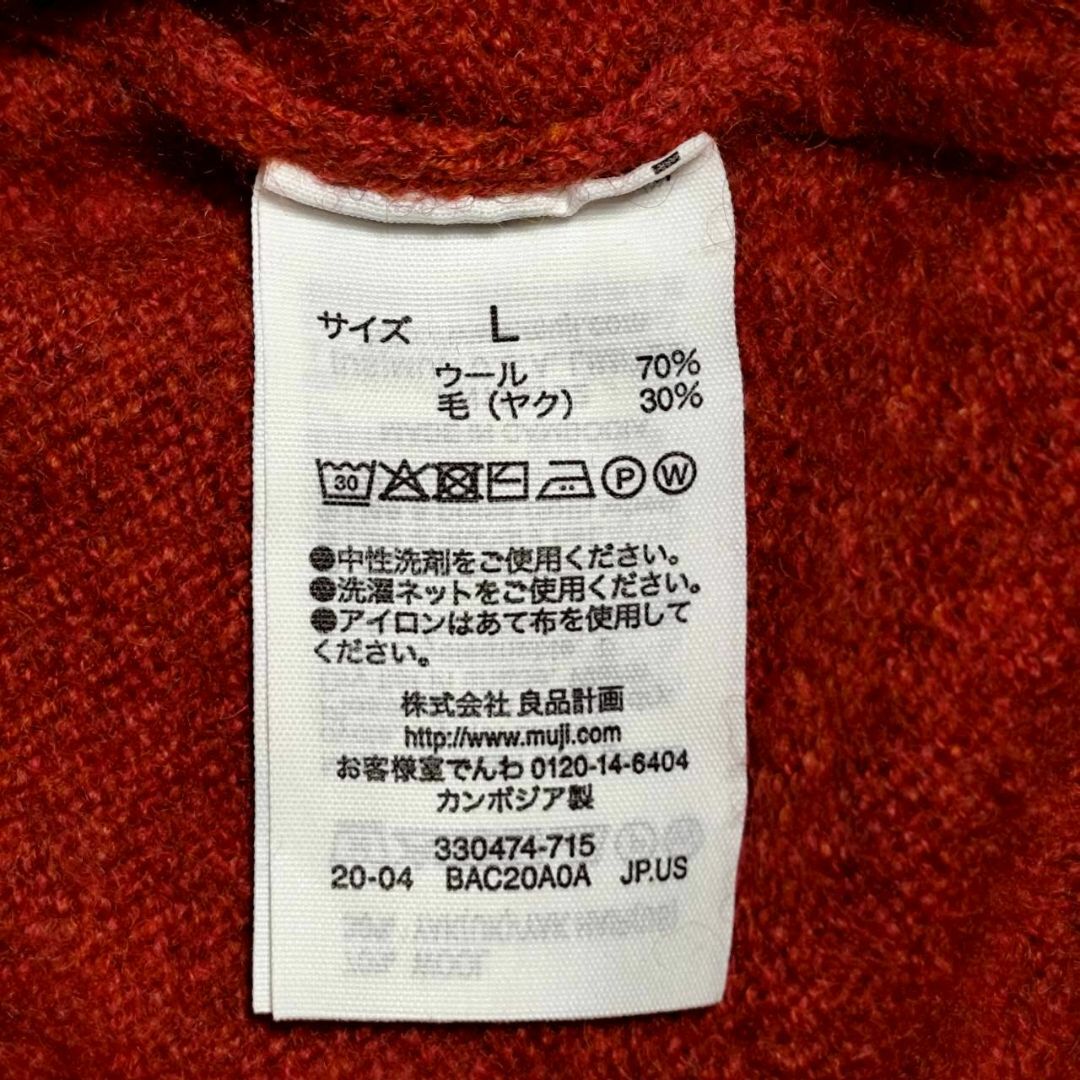 サイズ L
ウール 70%
毛（ヤク） 30%
30 P W
●中性洗剤をご使用ください。
●洗濯ネットをご使用ください。
●アイロンはあて布を使用して
ください。
株式会社 良品計画
http://www.muji.com
お客様室でんわ 0120-14-6404
カンボジア製
330474-715
20-04 BAC20A0A JP.US